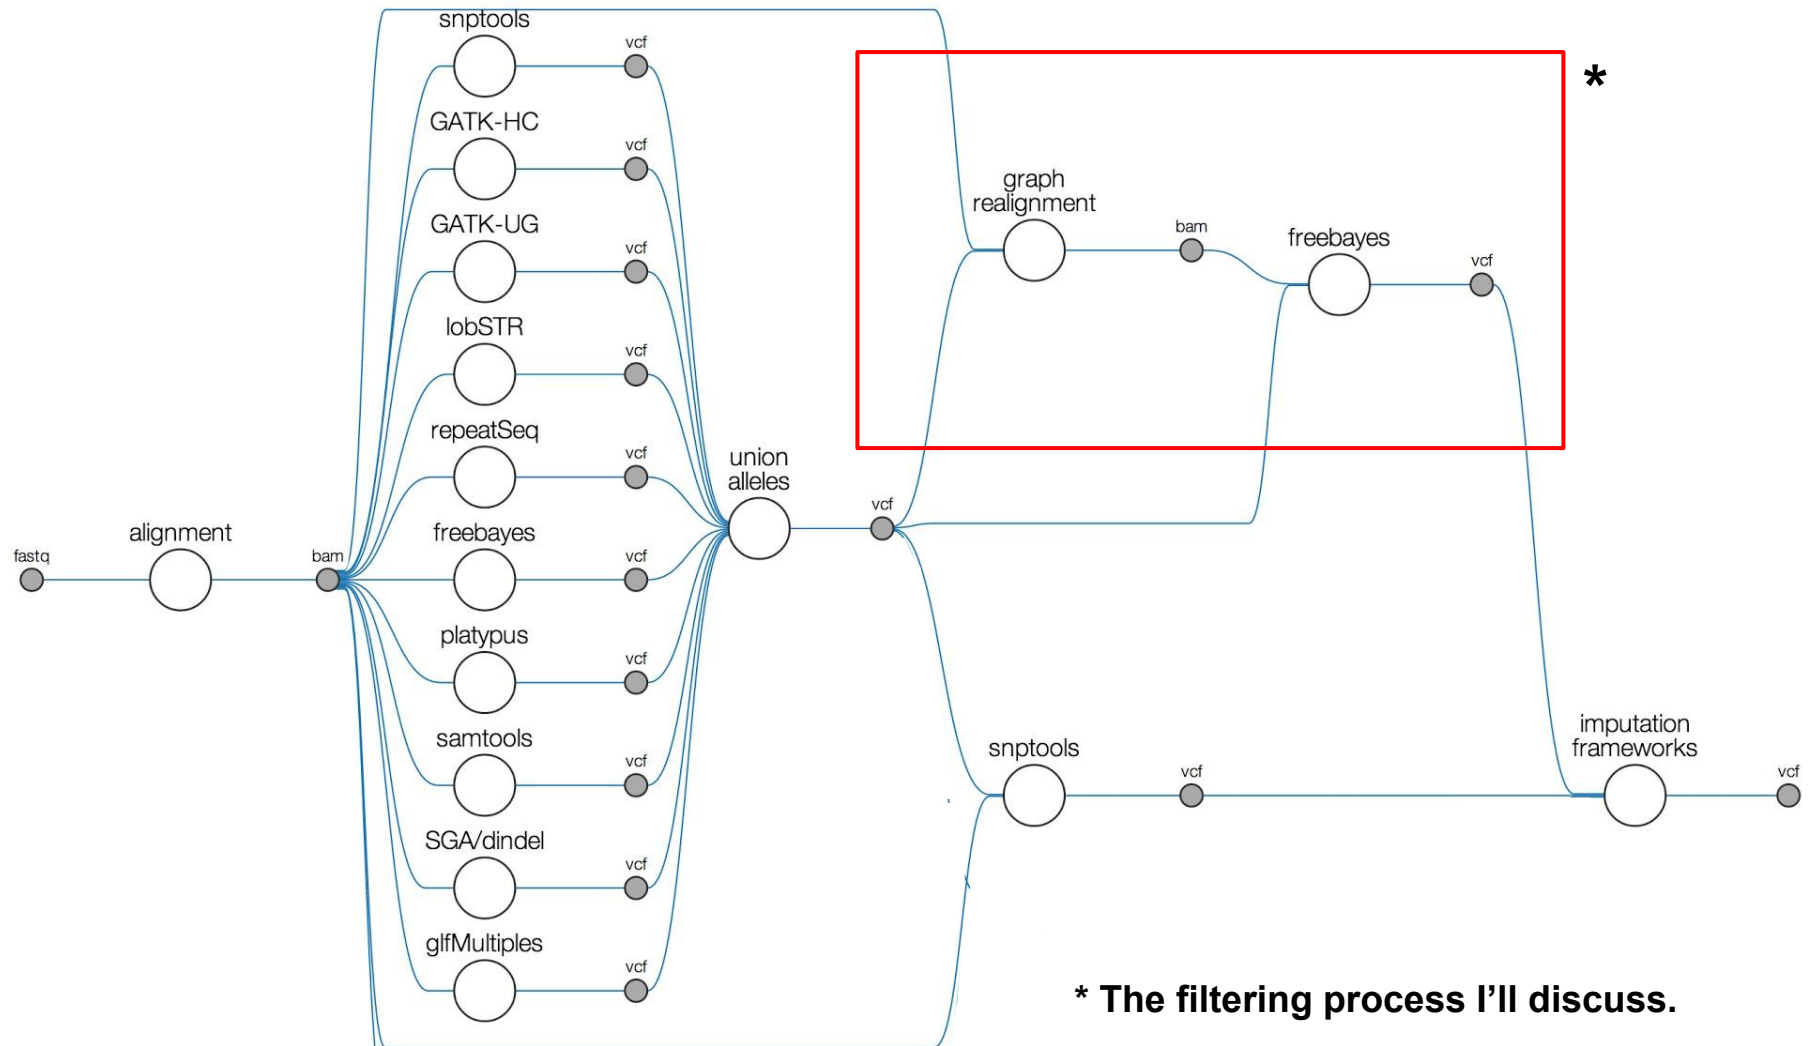 snptools
vcf
GATK-HC
vcf
GATK-UG
vcf
lobSTR
vcf
repeatSeq
vcf
freebayes
vcf
platypus
vcf
samtools
vcf
SGA/dindel
vcf
glfMultiples
vcf
fastq
alignment
bam
union
alleles
vcf
*
graph
realignment
bam
freebayes
vcf
snptools
vcf
imputation
frameworks
vcf
* The filtering process I’ll discuss.